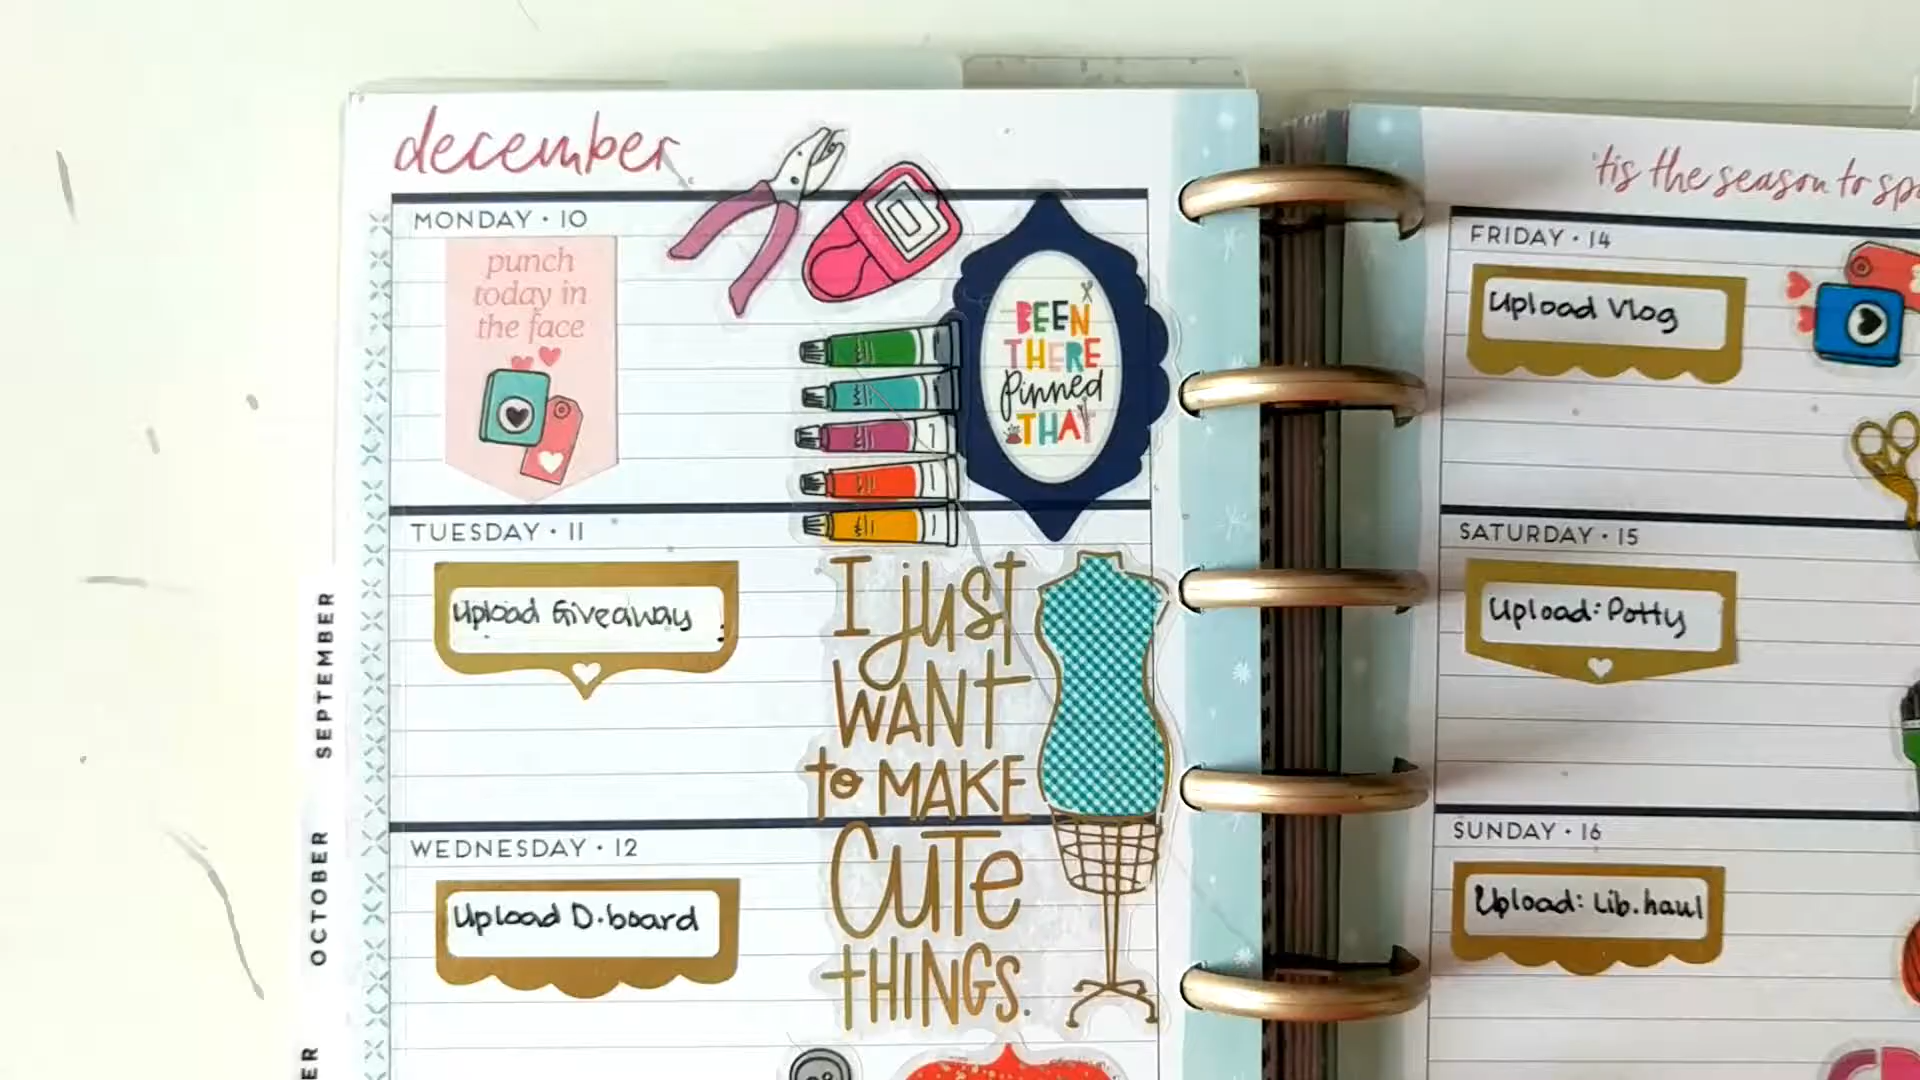 december
MONDAY · 10
punch
today in
the face
BEEN
THERE
Pinned
THAT
TUESDAY · 11
Upload Giveaway
I just
WANT
to MAKE
CUTE
THINGS.
WEDNESDAY · 12
Upload D.board
SEPTEMBER
OCTOBER
'tis the season to
FRIDAY · 14
Upload Vlog
SATURDAY · 15
Upload: Potty
SUNDAY · 16
Upload: Lib.haul